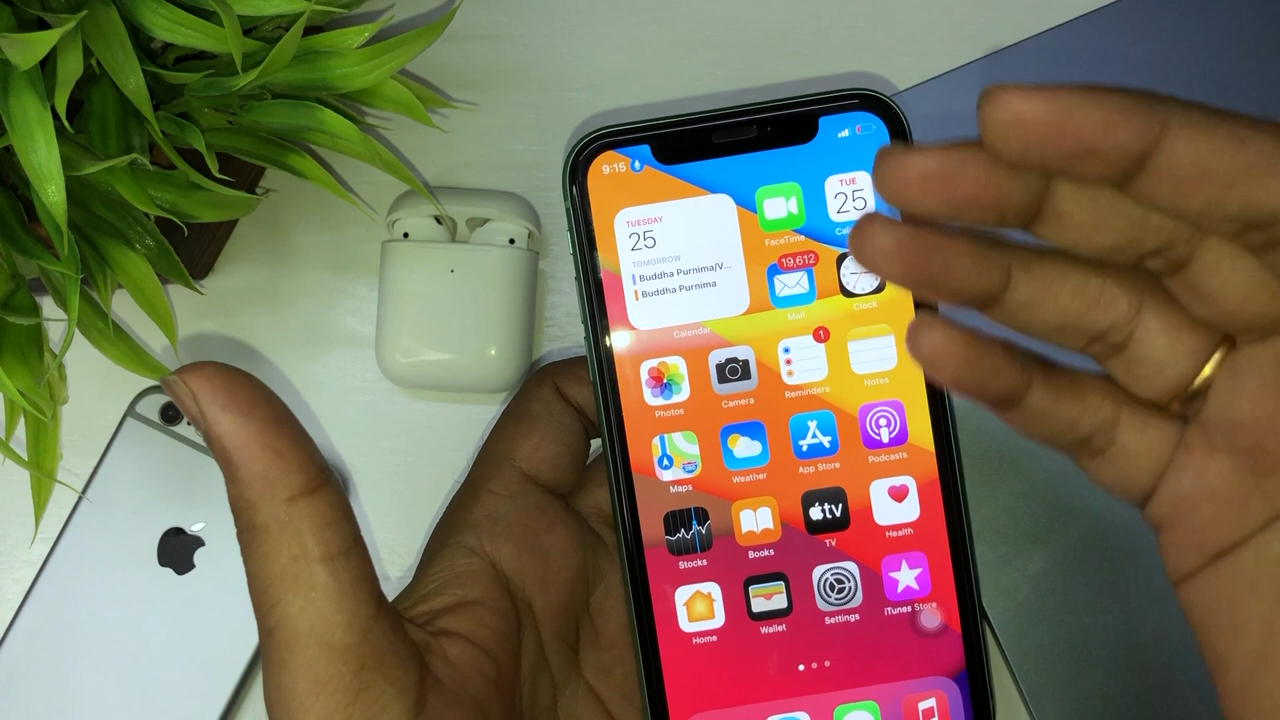 9:15
TUESDAY
25
TOMORROW
Buddha Purnima/V...
Buddha Purnima
Calendar
FaceTime
TUE
25
19,612
Mail
Clock
Photos
Camera
1
Reminders
Notes
Maps
Weather
App Store
Podcasts
Stocks
Books
tv
TV
Health
Home
Wallet
Settings
iTunes Store